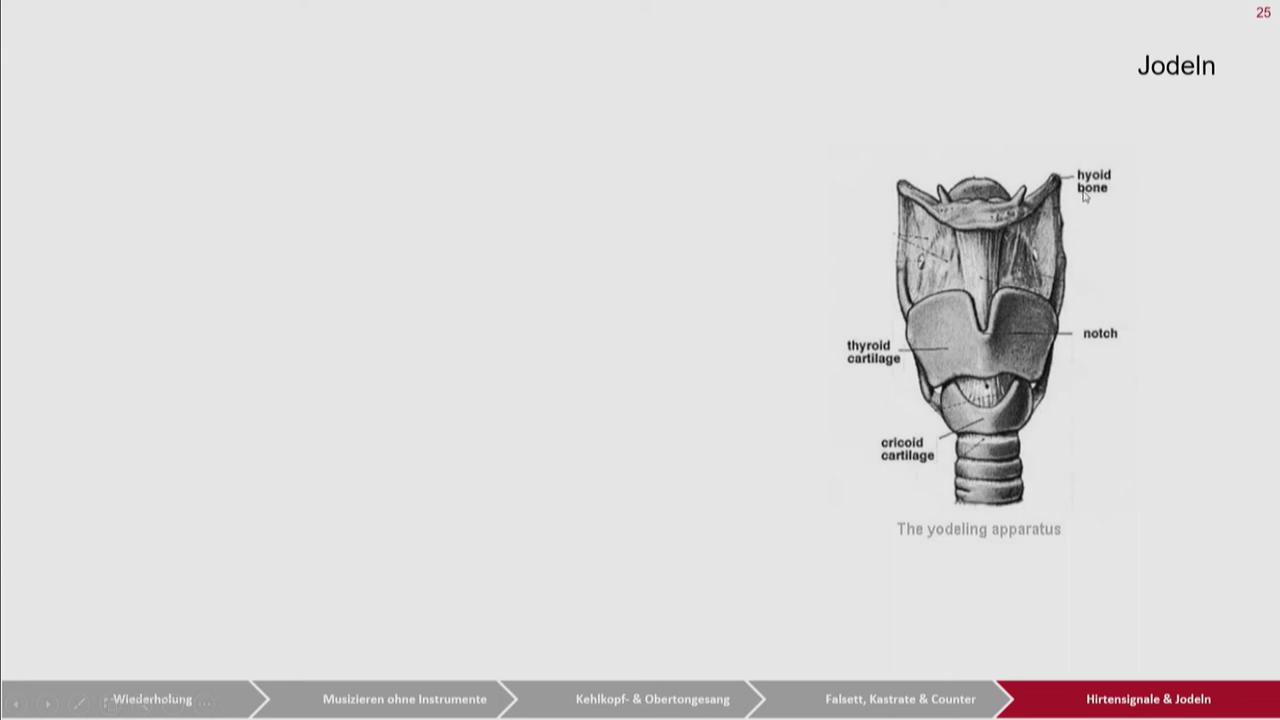 25
Jodeln
hyoid
bone
notch
thyroid
cartilage
cricoid
cartilage
The yodeling apparatus
Wiederholung
Musizieren ohne Instrumente
Kehlkopf- & Obertongesang
Falsett, Kastrate & Counter
Hirtensignale & Jodeln